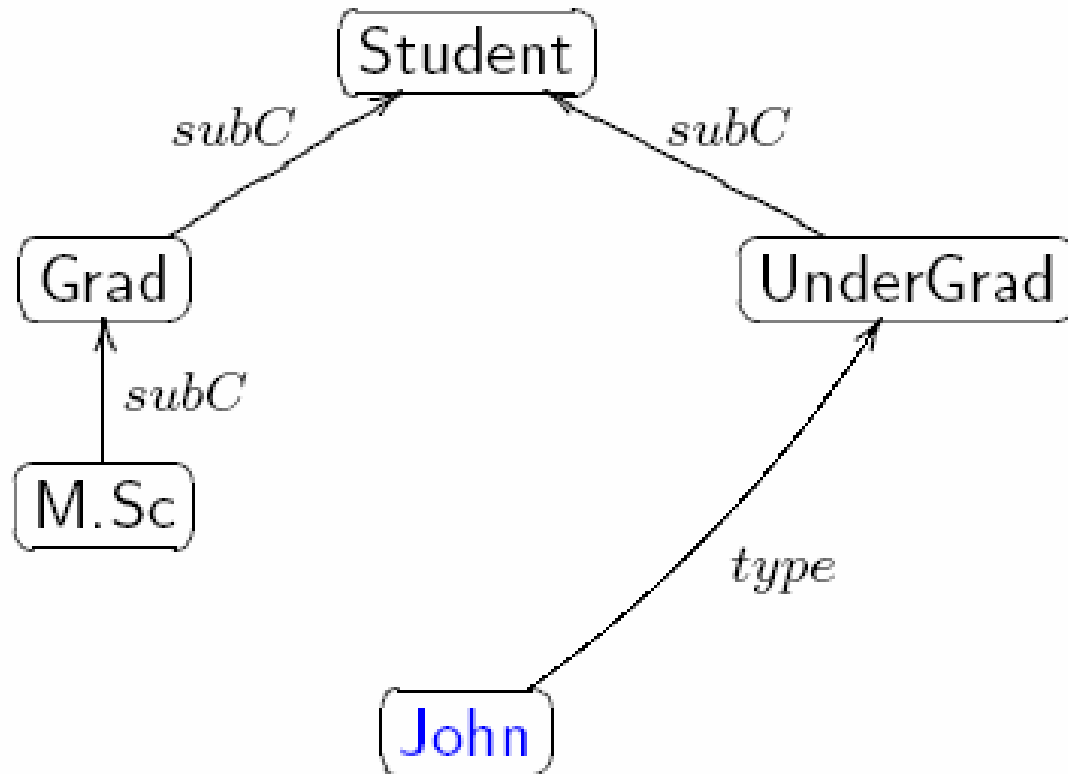 Student
subC
subC
Grad
UnderGrad
subC
M.Sc
type
John